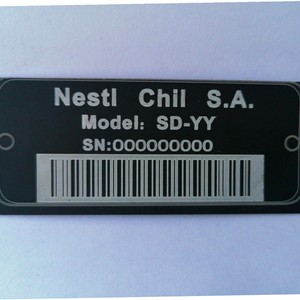 Nestl Chil S.A.
Model: SD-YY
SN:000000000